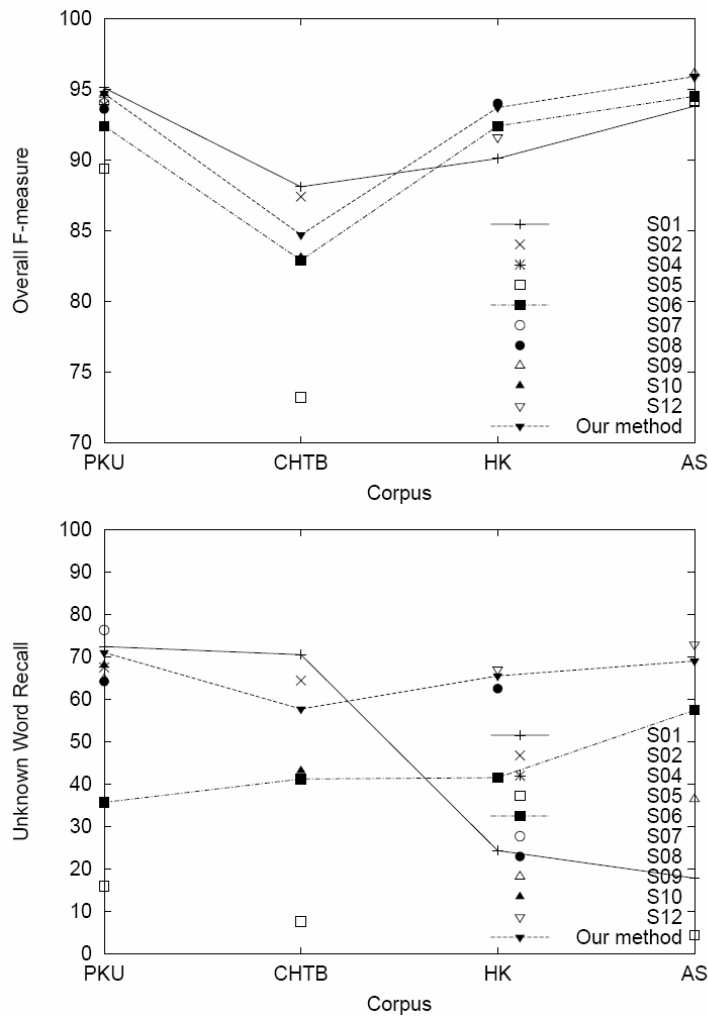 100
95
90
85
80
75
70
Overall F-measure
PKU
CHTB
HK
AS
Corpus
S01
S02
S04
S05
S06
S07
S08
S09
S10
S12
Our method
100
90
80
70
60
50
40
30
20
10
0
Unknown Word Recall
PKU
CHTB
HK
AS
Corpus
S01
S02
S04
S05
S06
S07
S08
S09
S10
S12
Our method